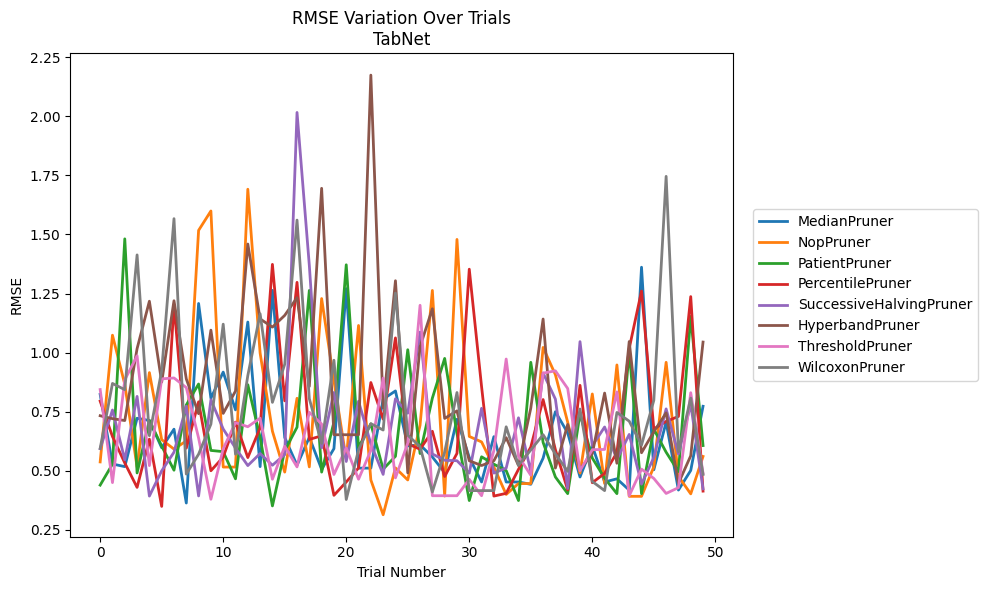 RMSE Variation Over Trials
TabNet
2.25
2.00
1.75
1.50
1.25
1.00
0.75
0.50
0.25
RMSE
0
10
20
30
40
50
Trial Number
MedianPruner
NopPruner
PatientPruner
PercentilePruner
SuccessiveHalvingPruner
HyperbandPruner
ThresholdPruner
WilcoxonPruner